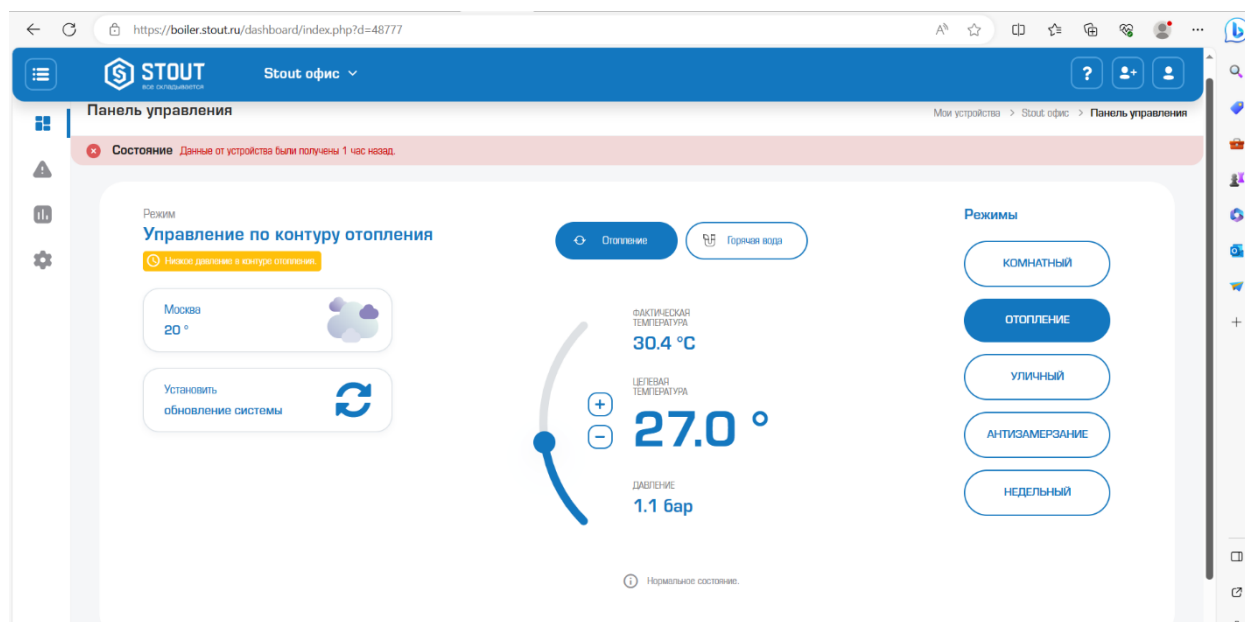 https://boiler.stout.ru/dashboard/index.php?d=48777
STOUT
все складывается
Stout офис
Панель управления
Мои устройства > Stout офис > Панель управления
Состояние Данные от устройства были получены 1 час назад.
Режим
Управление по контуру отопления
Низкое давление в контуре отопления.
Москва
20 °
Установить
обновление системы
Отопление
Горячая вода
ФАКТИЧЕСКАЯ
ТЕМПЕРАТУРА
30.4 °C
ЦЕЛЕВАЯ
ТЕМПЕРАТУРА
27.0 °
ДАВЛЕНИЕ
1.1 бар
Нормальное состояние.
Режимы
КОМНАТНЫЙ
ОТОПЛЕНИЕ
УЛИЧНЫЙ
АНТИЗАМЕРЗАНИЕ
НЕДЕЛЬНЫЙ